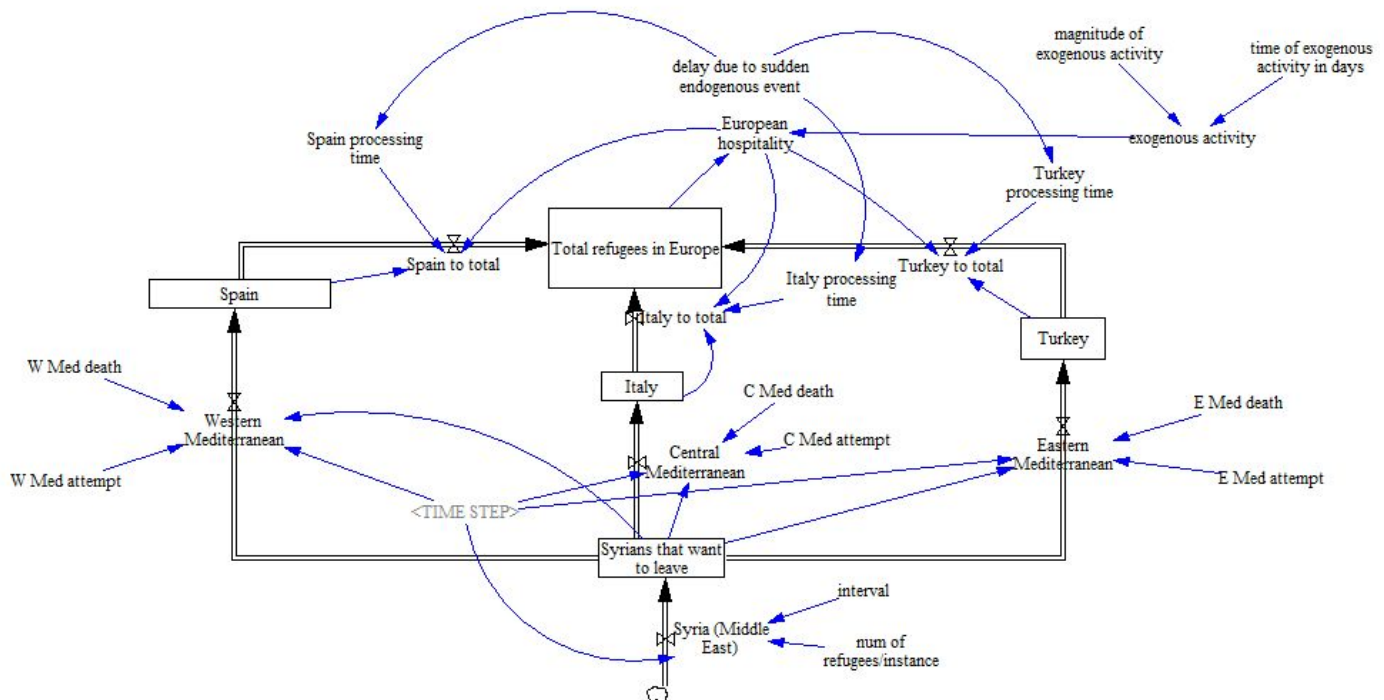 magnitude of
exogenous activity
time of exogenous
activity in days
delay due to sudden
endogenous event
Spain processing
time
European
hospitality
exogenous activity
Turkey
processing time
Total refugees in Europe
Spain to total
Turkey to total
Italy processing
time
Spain
Italy to total
Turkey
W Med death
Italy
C Med death
E Med death
Western
Mediterranean
C Med attempt
Central
Mediterranean
Eastern
Mediterranean
W Med attempt
E Med attempt
<TIME STEP>
Syrians that want
to leave
interval
Syria (Middle
East)
num of
refugees/instance